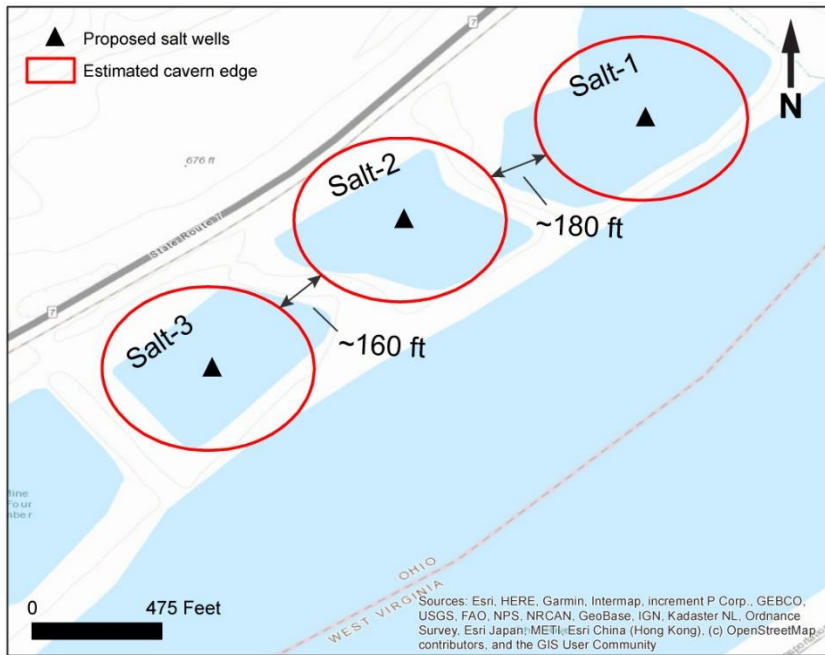 Proposed salt wells
Estimated cavern edge
7
N
Salt-1
Salt-2
Salt-3
676 ft
State Route 7
~180 ft
~160 ft
7
OHIO
WEST VIRGINIA
0 475 Feet
Sources: Esri, HERE, Garmin, Intermap, increment P Corp., GEBCO,
USGS, FAO, NPS, NRCAN, GeoBase, IGN, Kadaster NL, Ordnance
Survey, Esri Japan, METI, Esri China (Hong Kong), (c) OpenStreetMap
contributors, and the GIS User Community